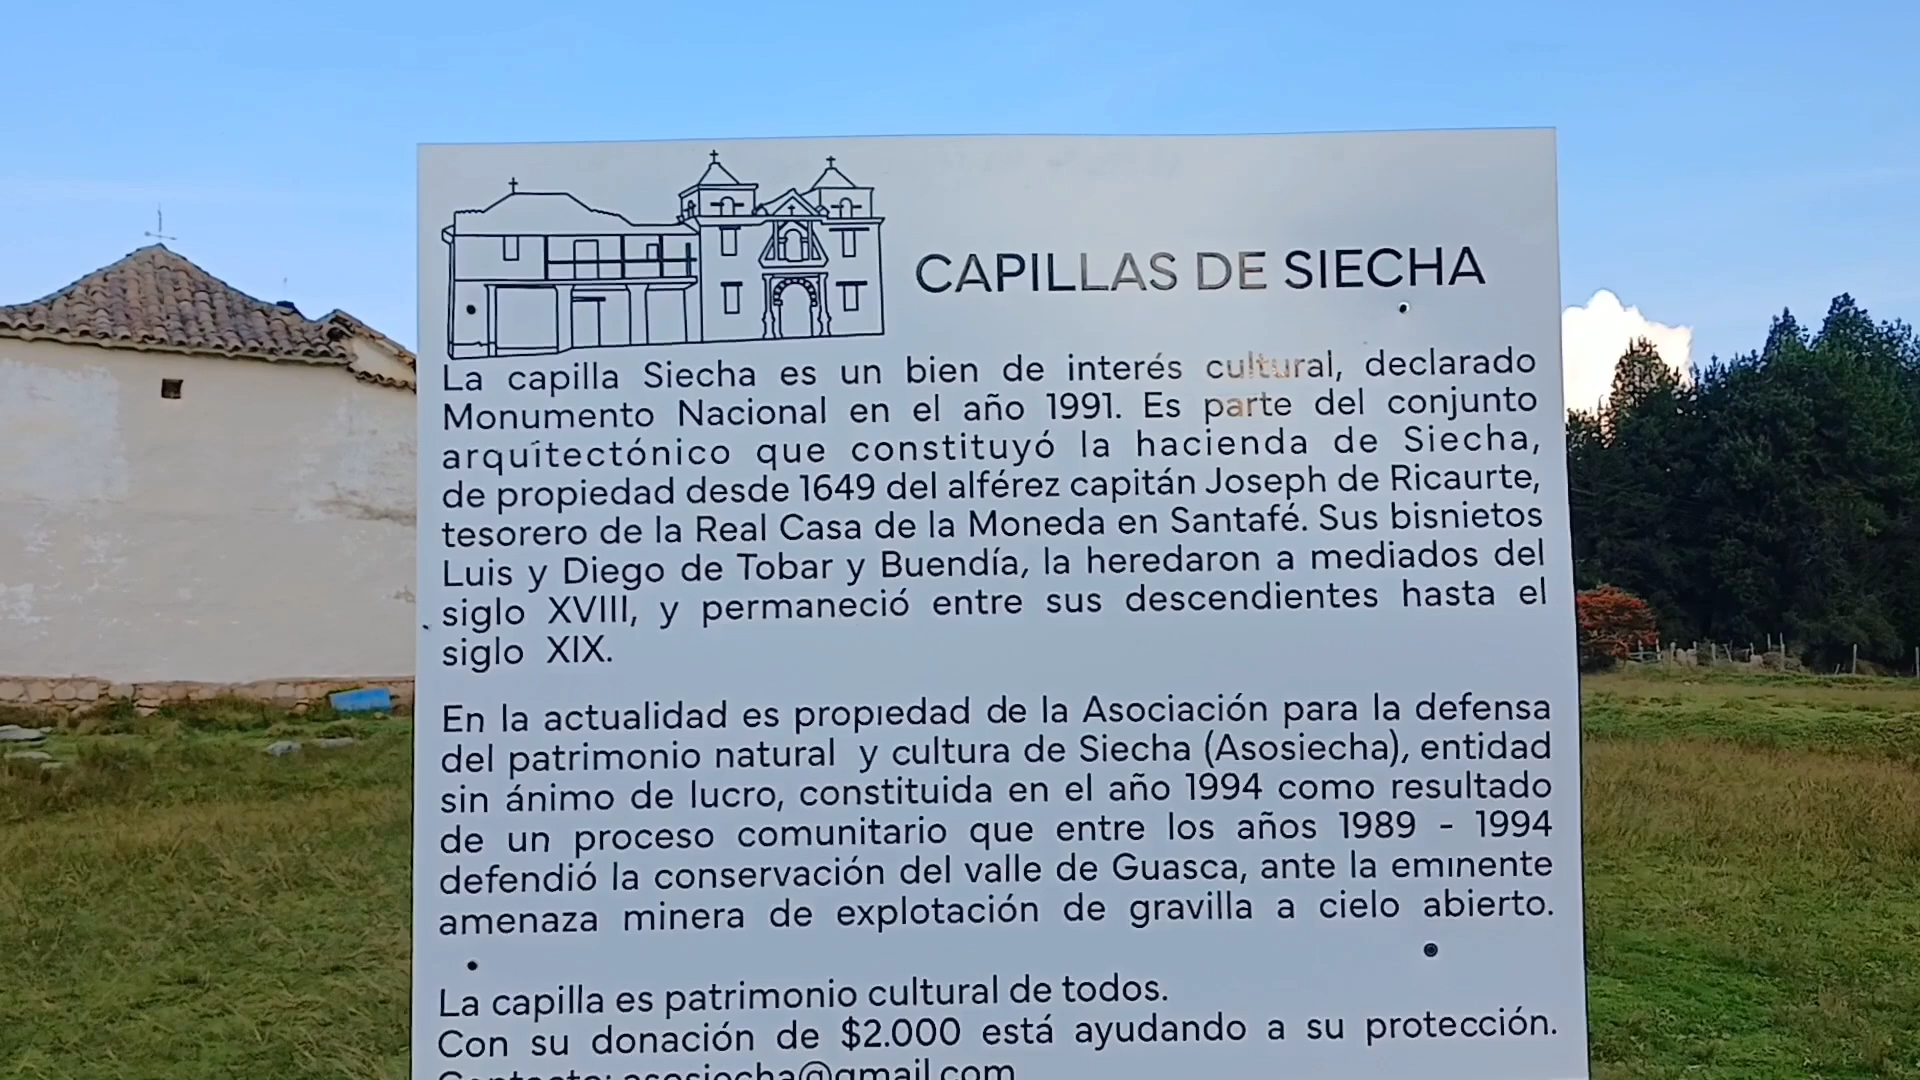 CAPILLAS DE SIECHA
La capilla Siecha es un bien de interés cultural, declarado
Monumento Nacional en el año 1991. Es parte del conjunto
arquitectónico que constituyó la hacienda de Siecha,
de propiedad desde 1649 del alférez capitán Joseph de Ricaurte,
tesorero de la Real Casa de la Moneda en Santafé. Sus bisnietos
Luis y Diego de Tobar y Buendía, la heredaron a mediados del
siglo XVIII, y permaneció entre sus descendientes hasta el
siglo XIX.
En la actualidad es propiedad de la Asociación para la defensa
del patrimonio natural y cultura de Siecha (Asosiecha), entidad
sin ánimo de lucro, constituida en el año 1994 como resultado
de un proceso comunitario que entre los años 1989 - 1994
defendió la conservación del valle de Guasca, ante la eminente
amenaza minera de explotación de gravilla a cielo abierto.
La capilla es patrimonio cultural de todos.
Con su donación de $2.000 está ayudando a su protección.
Contacto: asosiecha@gmail.com